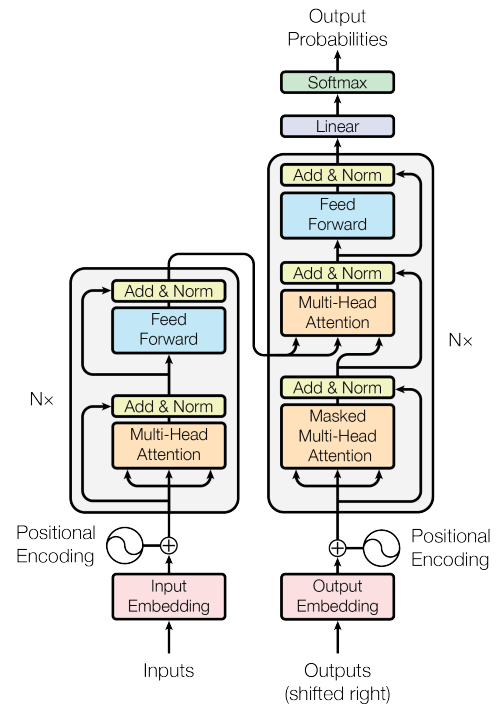 Output
Probabilities
Softmax
Linear
Add & Norm
Feed
Forward
Add & Norm
Multi-Head
Attention
Add & Norm
Masked
Multi-Head
Attention
Nx
Positional
Encoding
Output
Embedding
Outputs
(shifted right)
Add & Norm
Feed
Forward
Add & Norm
Multi-Head
Attention
N×
Positional
Encoding
Input
Embedding
Inputs